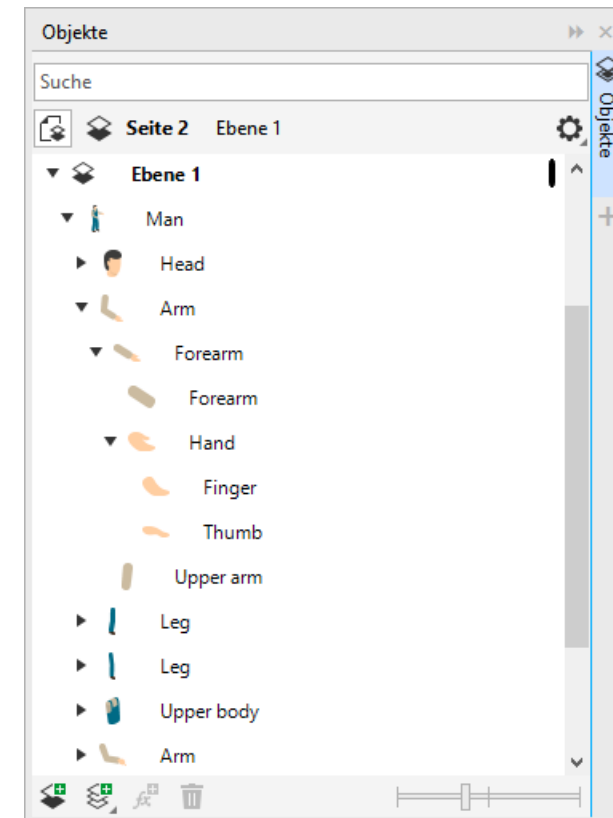 Objekte
Suche
Seite 2 Ebene 1
Ebene 1
Man
Head
Arm
Forearm
Forearm
Hand
Finger
Thumb
Upper arm
Leg
Leg
Upper body
Arm
fx
Objekte